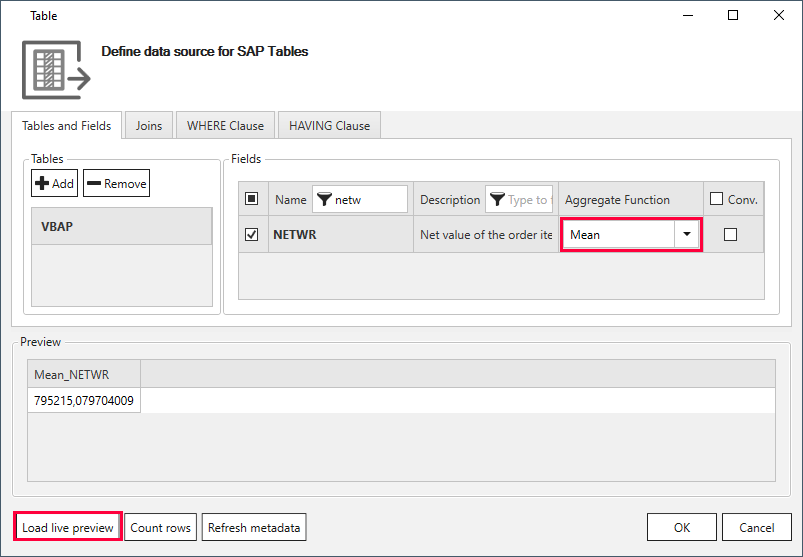 Table
Define data source for SAP Tables
Tables and Fields
Joins
WHERE Clause
HAVING Clause
Tables
Fields
Add
Remove
VBAP
Name
netw
Description
Type to f
Aggregate Function
Conv.
NETWR
Net value of the order ite
Mean
Preview
Mean_NETWR
795215,079704009
Load live preview
Count rows
Refresh metadata
OK
Cancel